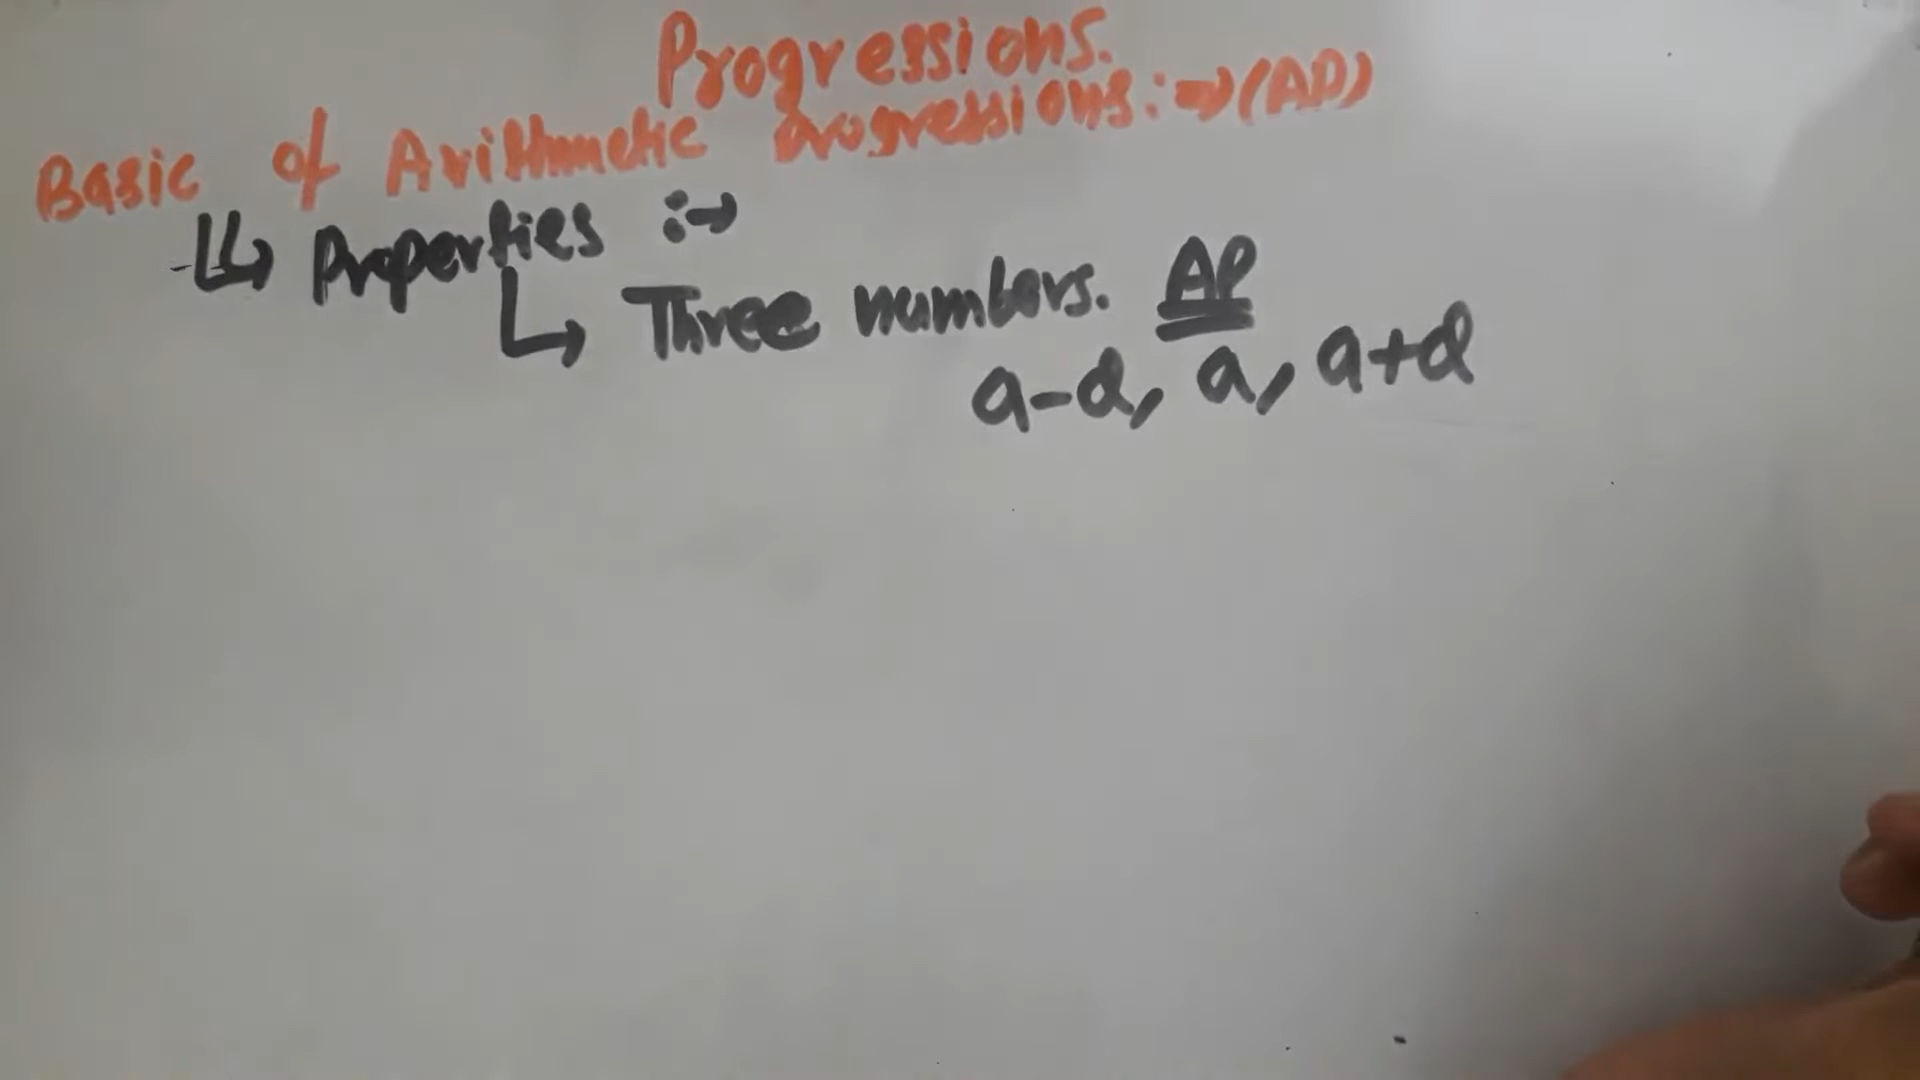 Progressions.
Basic of Arithmetic progressions :⇒ (AP)
↳ Properties :→
↳ Three numbers. AP
a-d, a, a+d